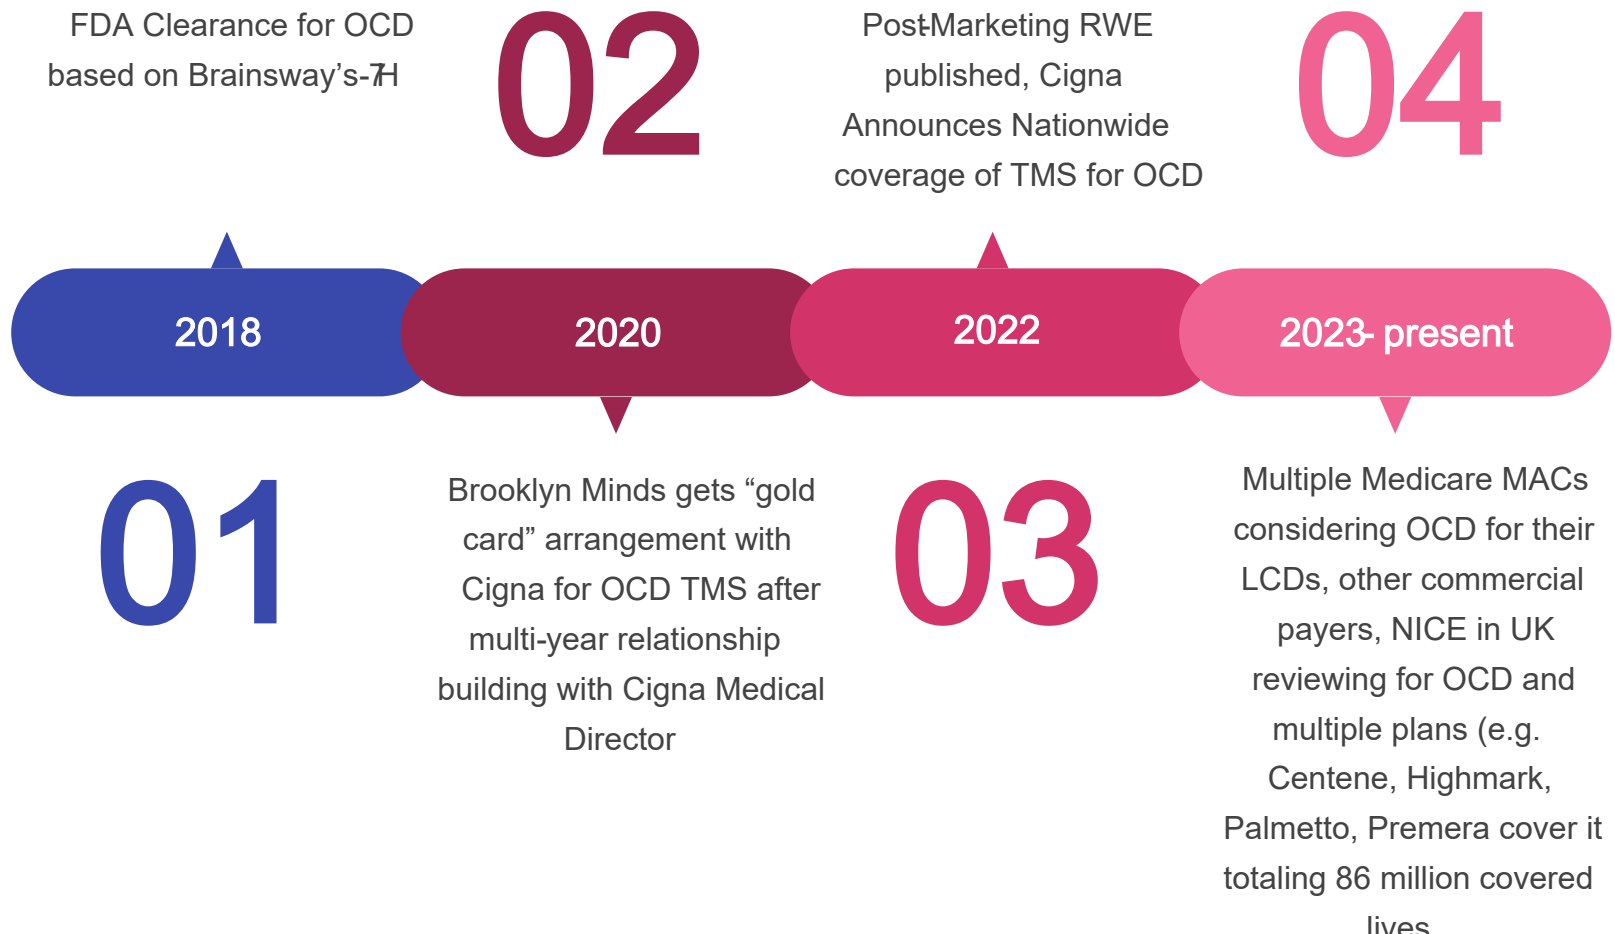 FDA Clearance for OCD
based on Brainsway’s-7H
02
Post-Marketing RWE
published, Cigna
Announces Nationwide
coverage of TMS for OCD
04
2018
2020
2022
2023- present
01
Brooklyn Minds gets “gold
card” arrangement with
Cigna for OCD TMS after
multi-year relationship
building with Cigna Medical
Director
03
Multiple Medicare MACs
considering OCD for their
LCDs, other commercial
payers, NICE in UK
reviewing for OCD and
multiple plans (e.g.
Centene, Highmark,
Palmetto, Premera cover it
totaling 86 million covered
lives